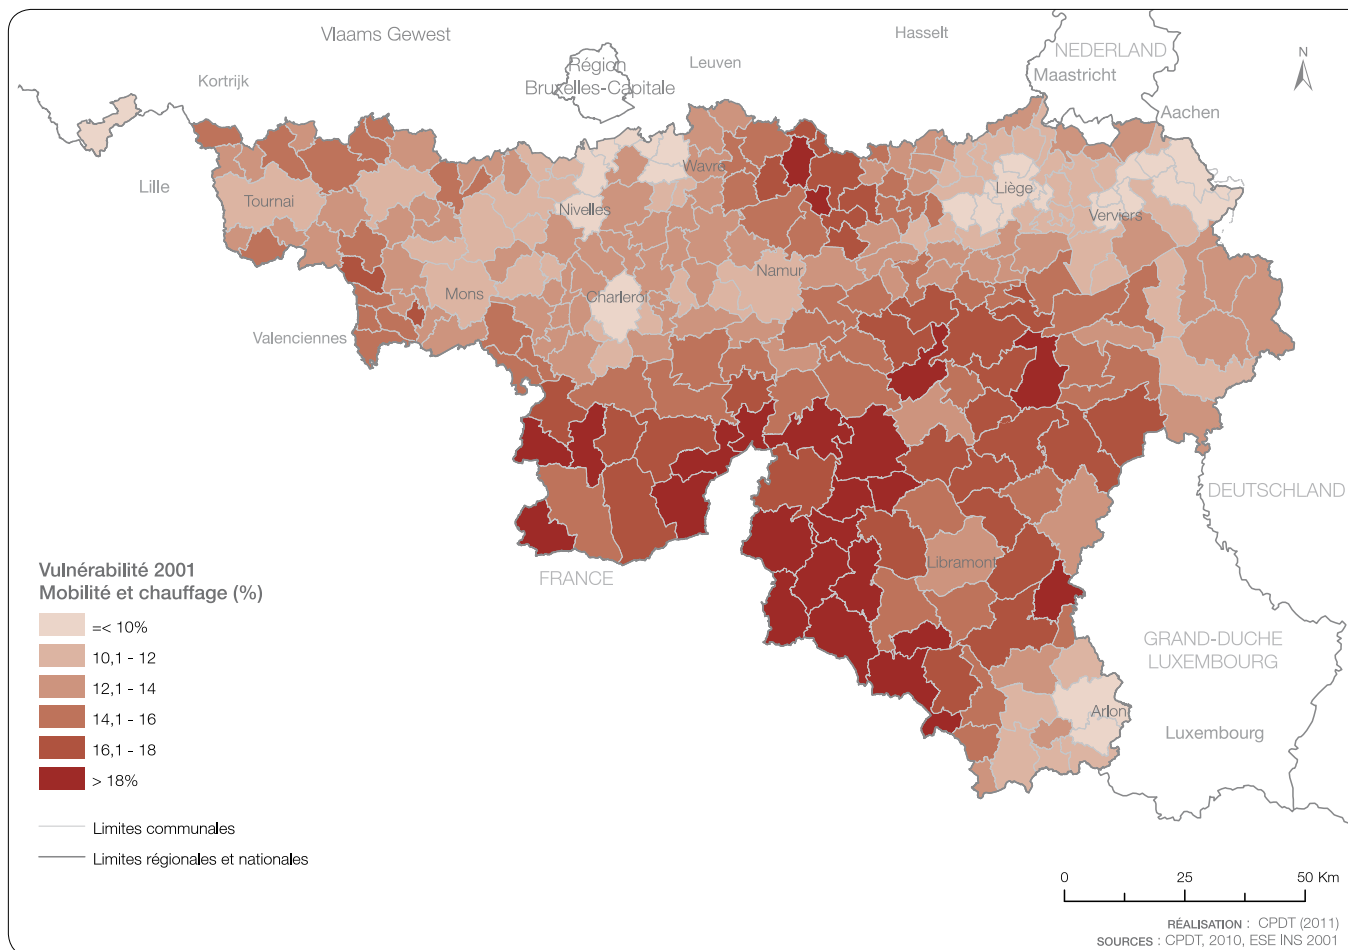 Vlaams Gewest
Hasselt
NEDERLAND
Maastricht
N
Région
Bruxelles-Capitale
Leuven
Kortrijk
Aachen
Lille
Wavre
Tournai
Nivelles
Liège
Verviers
Mons
Charleroi
Namur
Valenciennes
DEUTSCHLAND
FRANCE
Libramont
GRAND-DUCHE
LUXEMBOURG
Arlon
Luxembourg
Vulnérabilité 2001
Mobilité et chauffage (%)
=< 10%
10,1 - 12
12,1 - 14
14,1 - 16
16,1 - 18
> 18%
Limites communales
Limites régionales et nationales
0 25 50 Km
RÉALISATION : CPDT (2011)
SOURCES : CPDT, 2010, ESE INS 2001